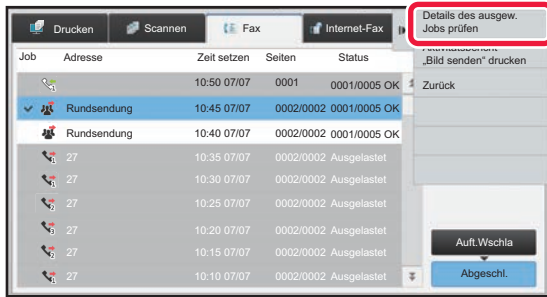 Drucken Scannen Fax Internet-Fax
Details des ausgew.
Jobs prüfen
Job Adresse Zeit setzen Seiten Status
Aktivitätsbericht
„Bild senden“ drucken
Zurück
10:50 07/07 0001 0001/0005 OK
Rundsendung 10:45 07/07 0002/0002 0001/0005 OK
Rundsendung 10:40 07/07 0002/0002 0001/0005 OK
27 10:35 07/07 0002/0002 Ausgelastet
27 10:30 07/07 0002/0002 Ausgelastet
27 10:25 07/07 0002/0002 Ausgelastet
27 10:20 07/07 0002/0002 Ausgelastet
27 10:15 07/07 0002/0002 Ausgelastet
27 10:10 07/07 0002/0002 Ausgelastet
Auft.Wschla
Abgeschl.